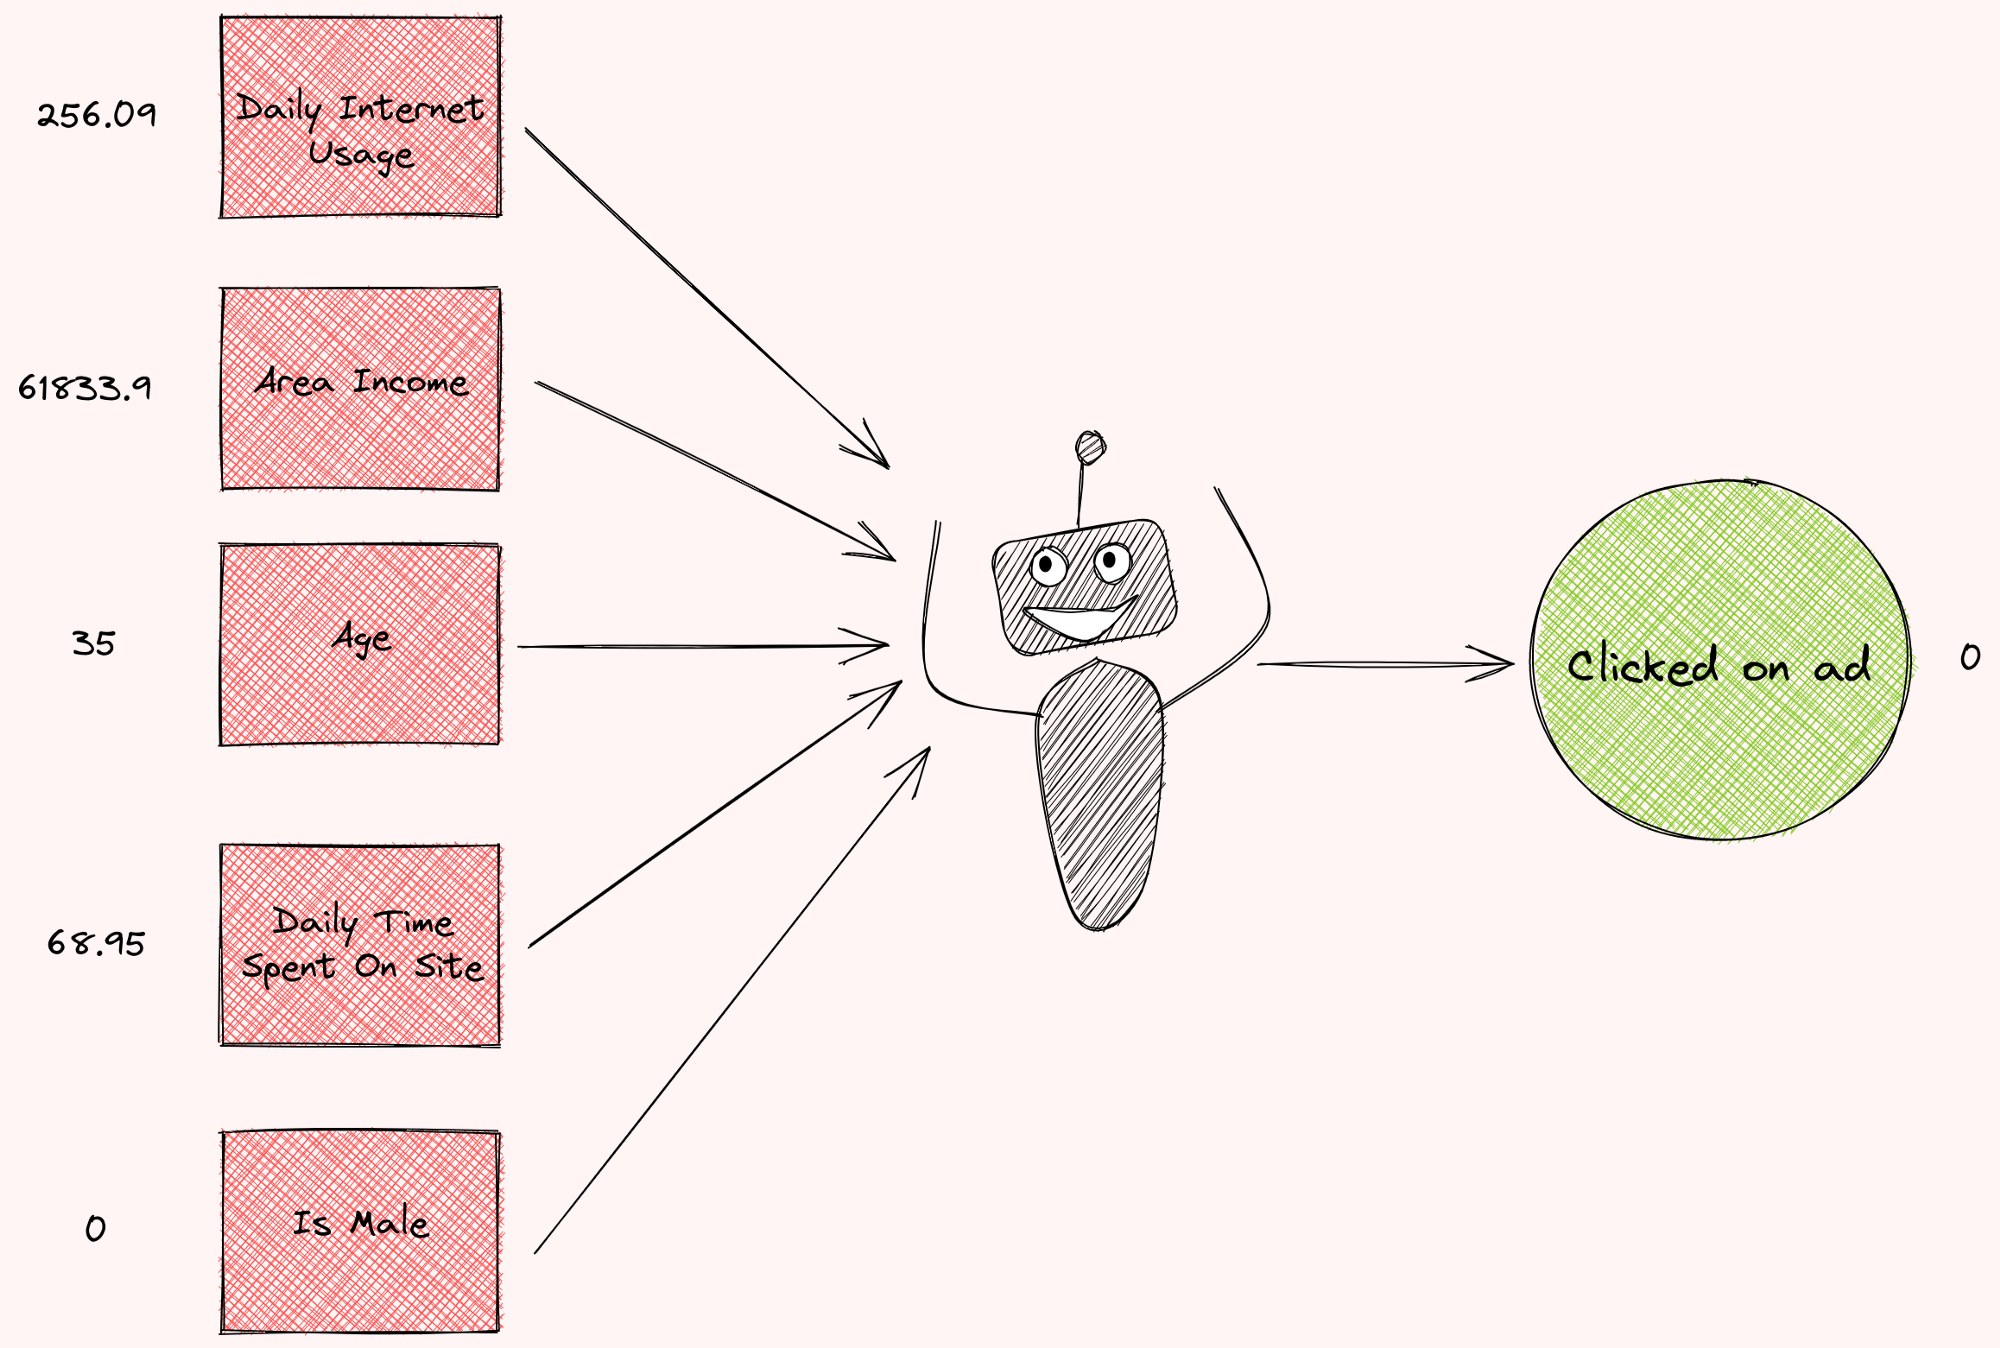 256.09
Daily Internet
Usage
61833.9
Area Income
35
Age
Clicked on ad
0
68.95
Daily Time
Spent On Site
0
Is Male